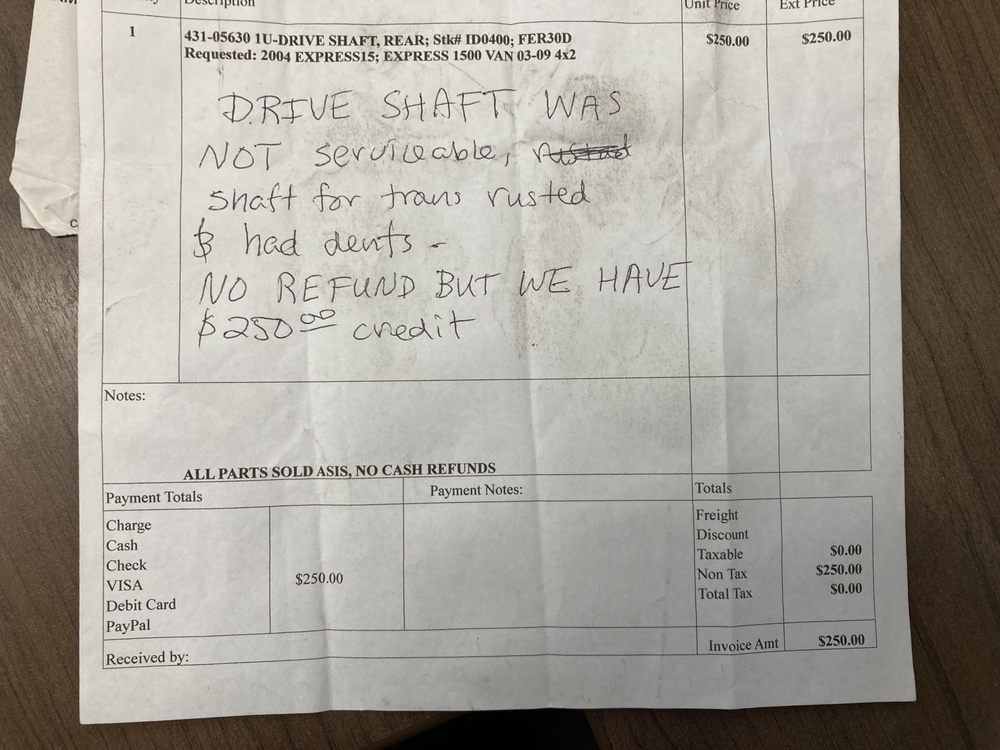 Description Unit Price Ext Price
1 431-05630 1U-DRIVE SHAFT, REAR; Stk# ID0400; FER30D $250.00 $250.00
Requested: 2004 EXPRESS15; EXPRESS 1500 VAN 03-09 4x2
DRIVE SHAFT WAS
NOT serviceable,
shaft for trans rusted
& had dents -
NO REFUND BUT WE HAVE
$250.00 credit
Notes:
ALL PARTS SOLD ASIS, NO CASH REFUNDS
Payment Totals Payment Notes: Totals
Charge
Cash
Check
VISA $250.00
Debit Card
PayPal
Freight
Discount
Taxable $0.00
Non Tax $250.00
Total Tax $0.00
Invoice Amt $250.00
Received by: